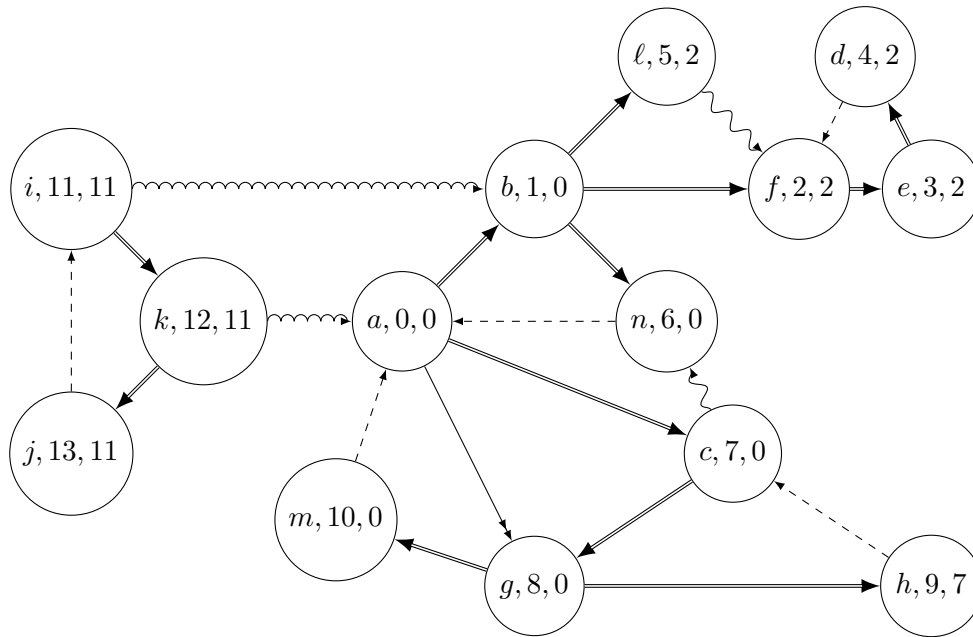 ℓ, 5, 2
d, 4, 2
i, 11, 11
b, 1, 0
f, 2, 2
e, 3, 2
k, 12, 11
a, 0, 0
n, 6, 0
j, 13, 11
c, 7, 0
m, 10, 0
g, 8, 0
h, 9, 7